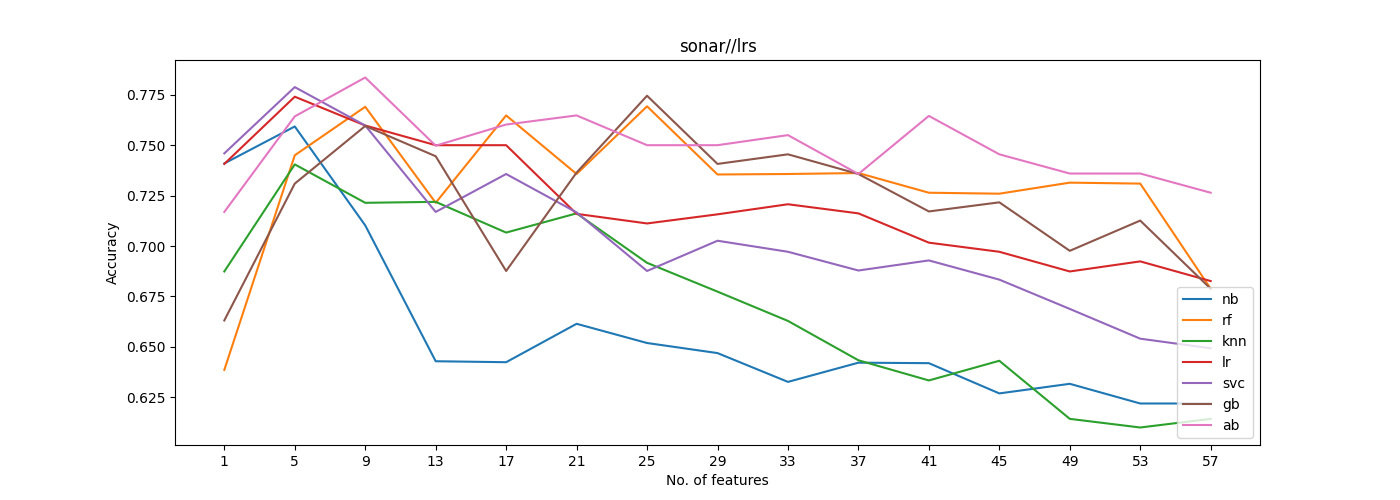 sonar//lrs
Accuracy
0.775
0.750
0.725
0.700
0.675
0.650
0.625
nb
rf
knn
lr
svc
gb
ab
1 5 9 13 17 21 25 29 33 37 41 45 49 53 57
No. of features